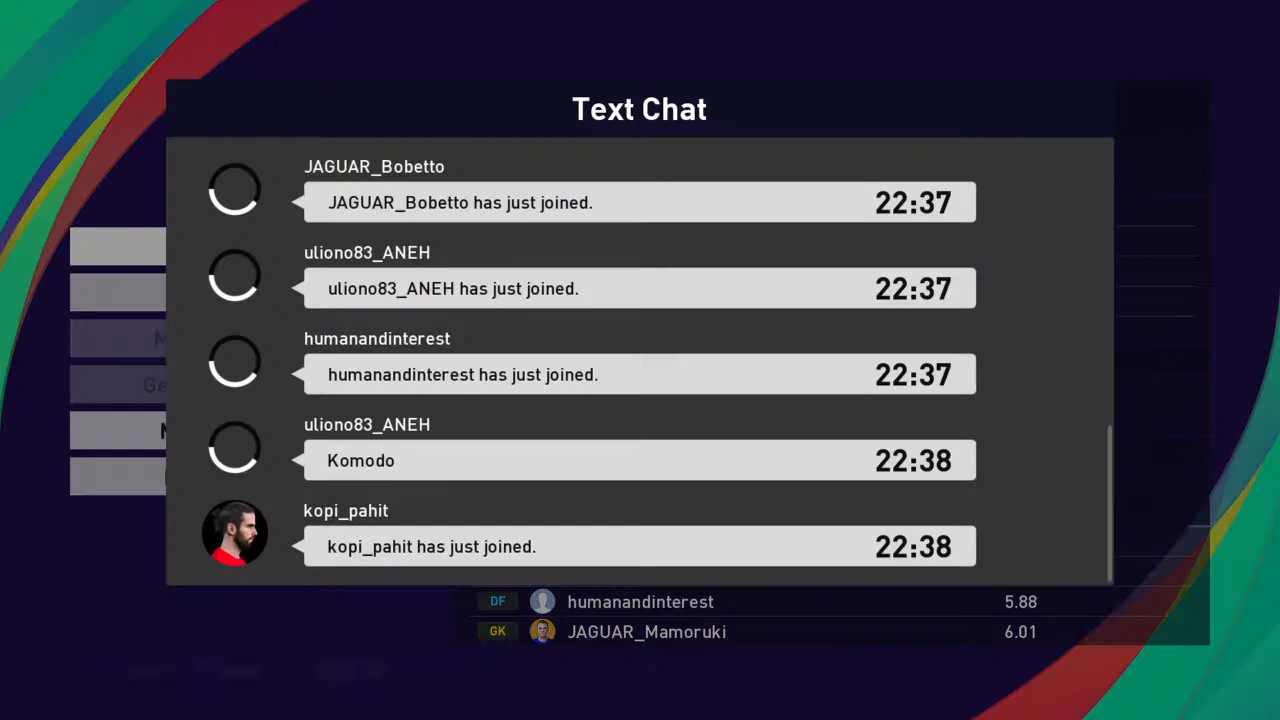 Text Chat
JAGUAR_Bobetto
JAGUAR_Bobetto has just joined. 22:37
uliono83_ANEH
uliono83_ANEH has just joined. 22:37
humanandinterest
humanandinterest has just joined. 22:37
uliono83_ANEH
Komodo 22:38
kopi_pahit
kopi_pahit has just joined. 22:38
DF humanandinterest 5.88
GK JAGUAR_Mamoruki 6.01